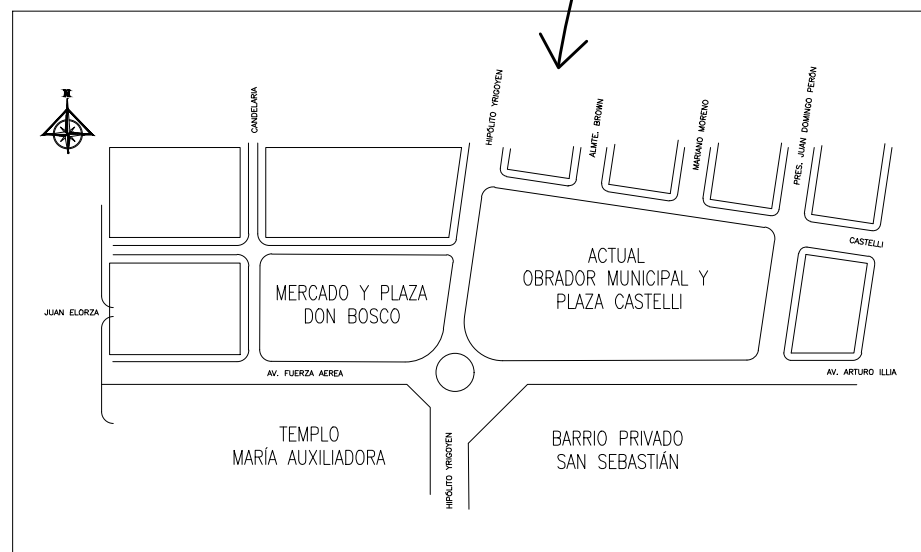 N
CANDELARIA
HIPÓLITO YRIGOYEN
ALMTE. BROWN
MARIANO MORENO
PRES. JUAN DOMINGO PERÓN
CASTELLI
ACTUAL
OBRADOR MUNICIPAL Y
PLAZA CASTELLI
MERCADO Y PLAZA
DON BOSCO
JUAN ELORZA
AV. FUERZA AEREA
AV. ARTURO ILLIA
TEMPLO
MARÍA AUXILIADORA
HIPÓLITO YRIGOYEN
BARRIO PRIVADO
SAN SEBASTIÁN